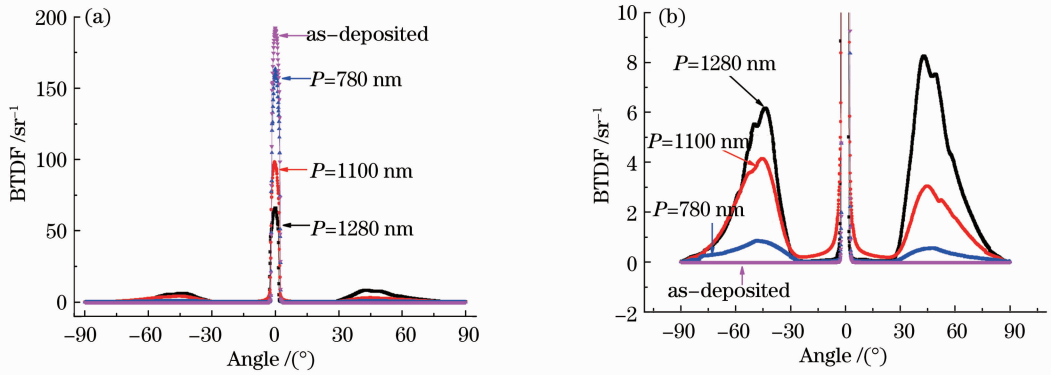 (a)
200
150
100
50
0
BTDF /sr⁻¹
as-deposited
P=780 nm
P=1100 nm
P=1280 nm
−90
−60
−30
0
30
60
90
Angle /(°)
(b)
10
8
6
4
2
0
−2
BTDF /sr⁻¹
P=1280 nm
P=1100 nm
P=780 nm
as-deposited
−90
−60
−30
0
30
60
90
Angle /(°)